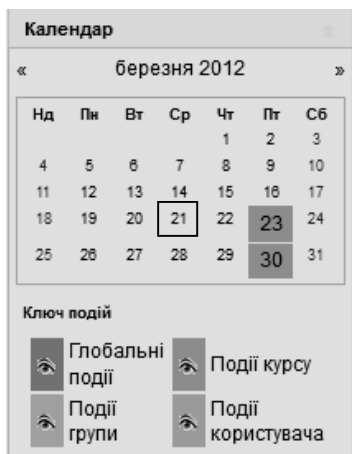 Календар
« березня 2012 »
Нд Пн Вт Ср Чт Пт Сб
1 2 3
4 5 6 7 8 9 10
11 12 13 14 15 16 17
18 19 20 21 22 23 24
25 26 27 28 29 30 31
Ключ подій
Глобальні події
Події курсу
Події групи
Події користувача